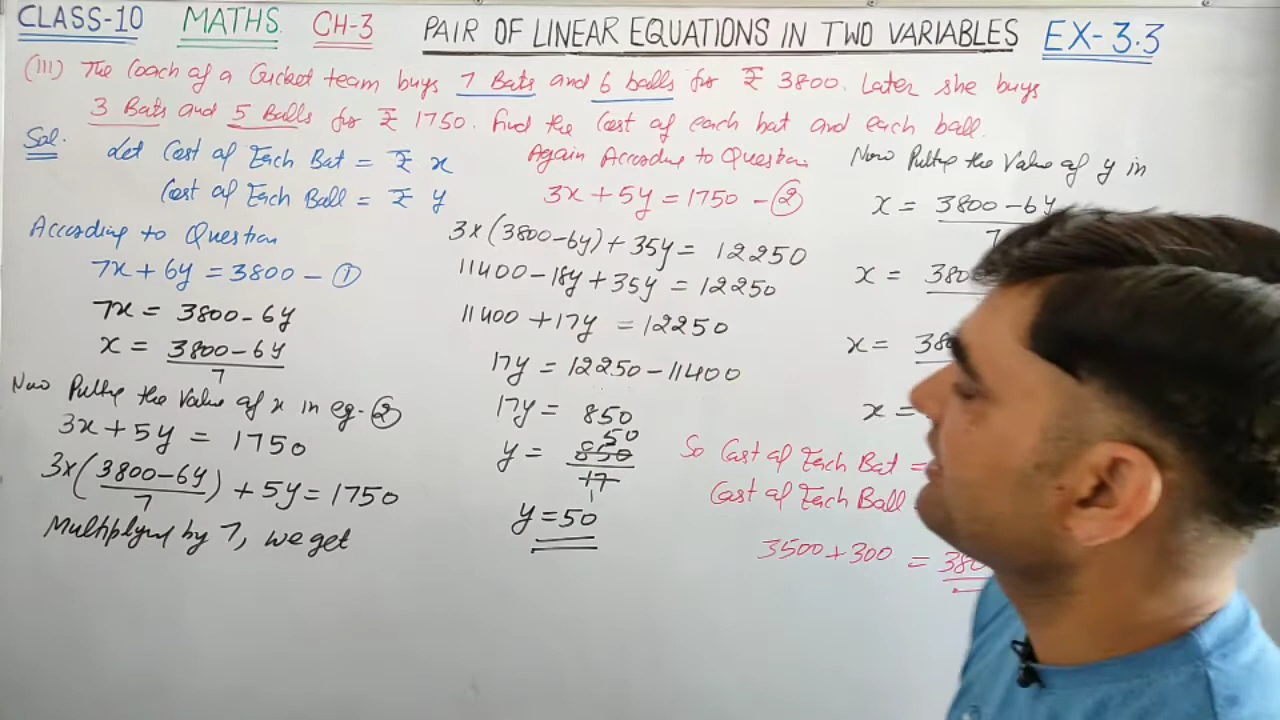 CLASS-10 MATHS. CH-3 PAIR OF LINEAR EQUATIONS IN TWO VARIABLES EX-3.3
(III) The Coach of a Cricket team buys 7 Bats and 6 balls for ₹ 3800. Later she buys
3 Bats and 5 Balls for ₹ 1750. Find the Cost of each bat and each ball.
Sol.
Let Cost of Each Bat = ₹ x
Cost of Each Ball = ₹ y
According to Question
7x + 6y = 3800 - ①
7x = 3800 - 6y
x = 3800 - 6y / 7
Now Putting the Value of x in eq. ②
3x + 5y = 1750
3x(3800-6y / 7) + 5y = 1750
Multiplying by 7, we get
Again According to Question
3x + 5y = 1750 - ②
3x(3800-6y) + 35y = 12250
11400 - 18y + 35y = 12250
11400 + 17y = 12250
17y = 12250 - 11400
17y = 850
50
y = 850 / 17
1
y = 50
Now Putting the Value of y in
x = 3800 - 6y
7
x = 380
x = 38
x =
So Cost of Each Bat =
Cost of Each Ball
3500 + 300 = 380